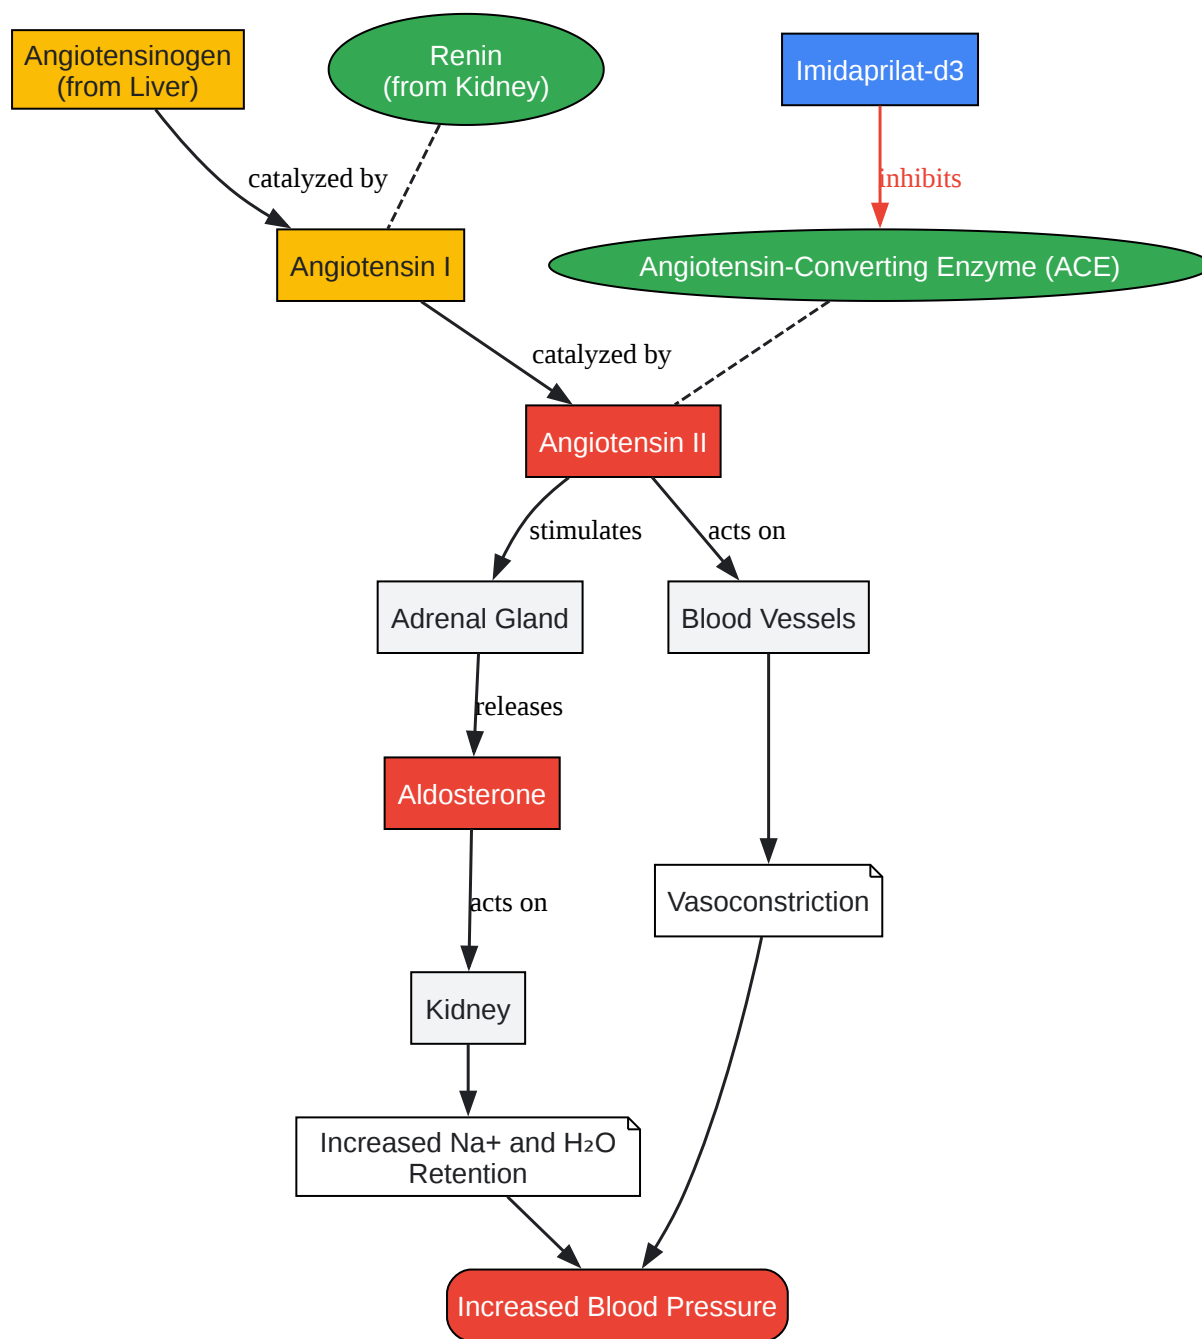 Angiotensinogen
(from Liver)
Renin
(from Kidney)
Imidaprilat-d3
catalyzed by
inhibits
Angiotensin I
Angiotensin-Converting Enzyme (ACE)
catalyzed by
Angiotensin II
stimulates
acts on
Adrenal Gland
Blood Vessels
releases
Aldosterone
Vasoconstriction
acts on
Kidney
Increased Na+ and H₂O
Retention
Increased Blood Pressure